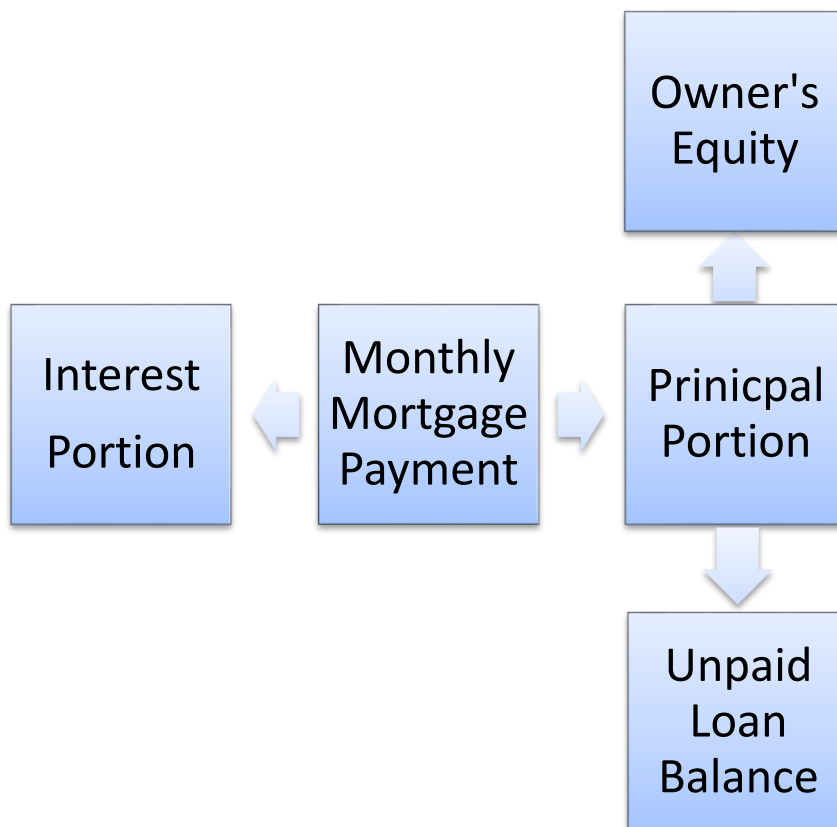 Owner's
Equity
Interest
Portion
Monthly
Mortgage
Payment
Prinicpal
Portion
Unpaid
Loan
Balance